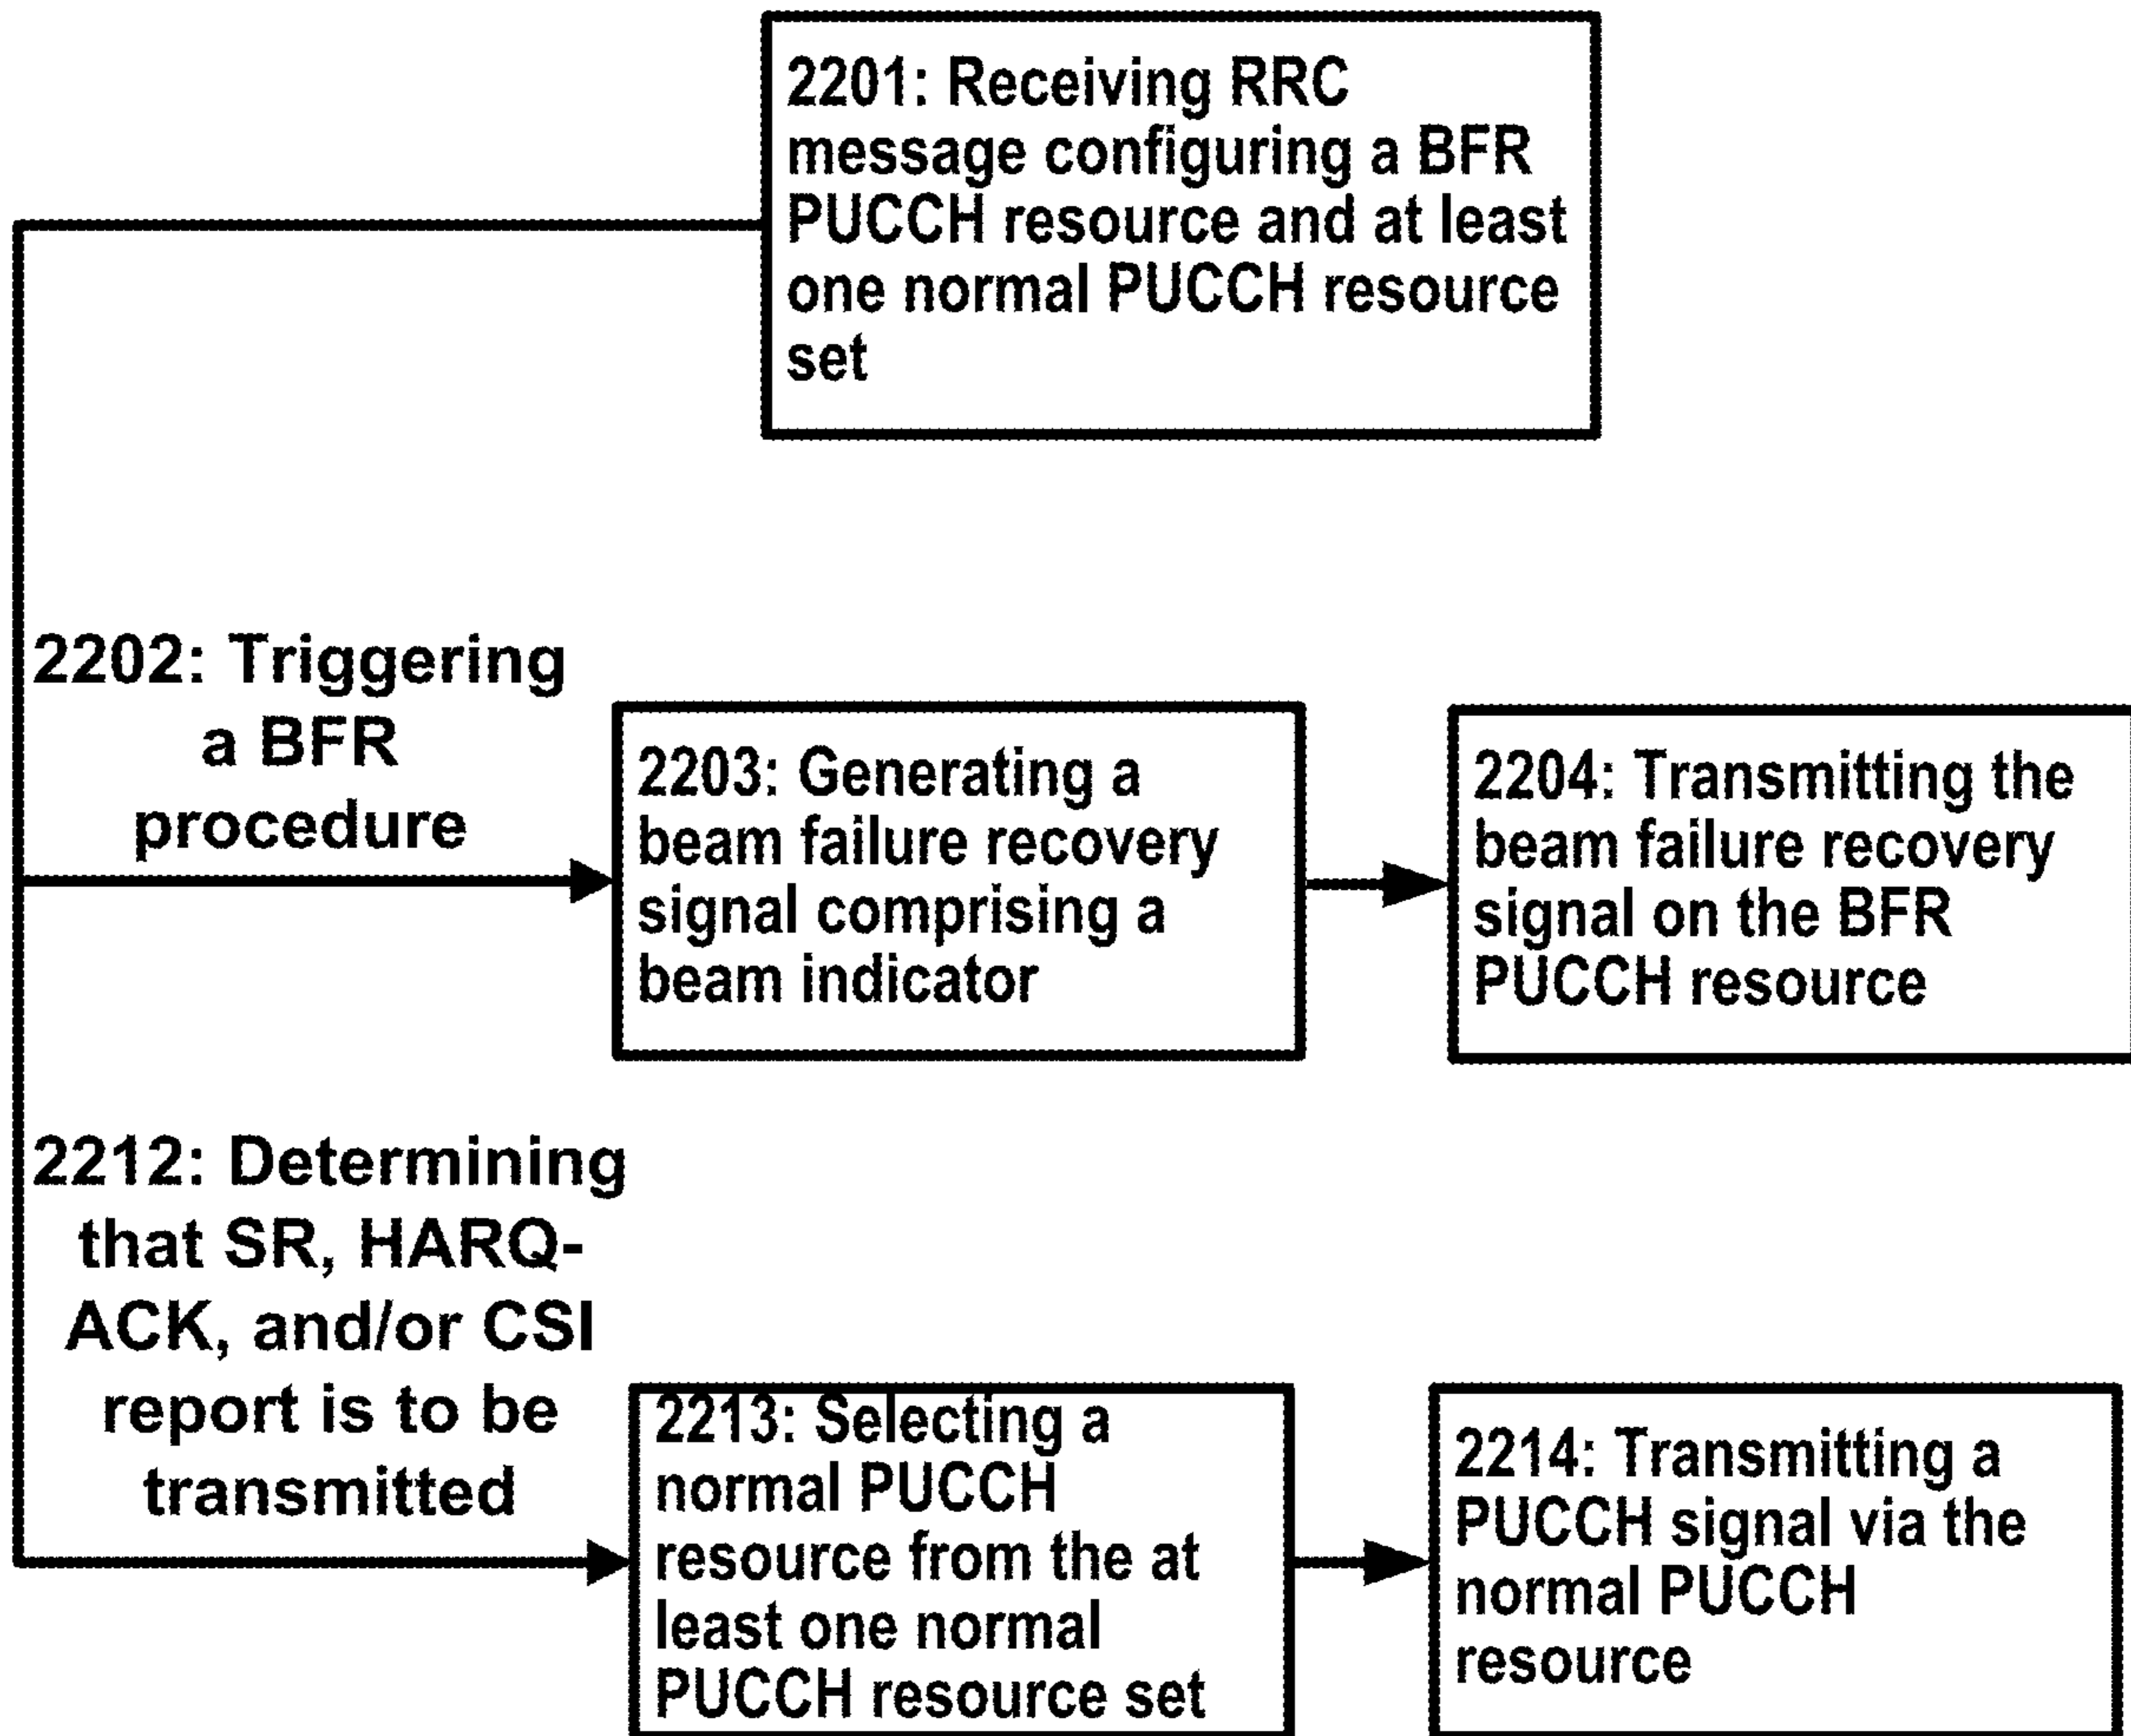 2201: Receiving RRC
message configuring a BFR
PUCCH resource and at least
one normal PUCCH resource
set
2202: Triggering
a BFR
procedure
2203: Generating a
beam failure recovery
signal comprising a
beam indicator
2204: Transmitting the
beam failure recovery
signal on the BFR
PUCCH resource
2212: Determining
that SR, HARQ-
ACK, and/or CSI
report is to be
transmitted
2213: Selecting a
normal PUCCH
resource from the at
least one normal
PUCCH resource set
2214: Transmitting a
PUCCH signal via the
normal PUCCH
resource